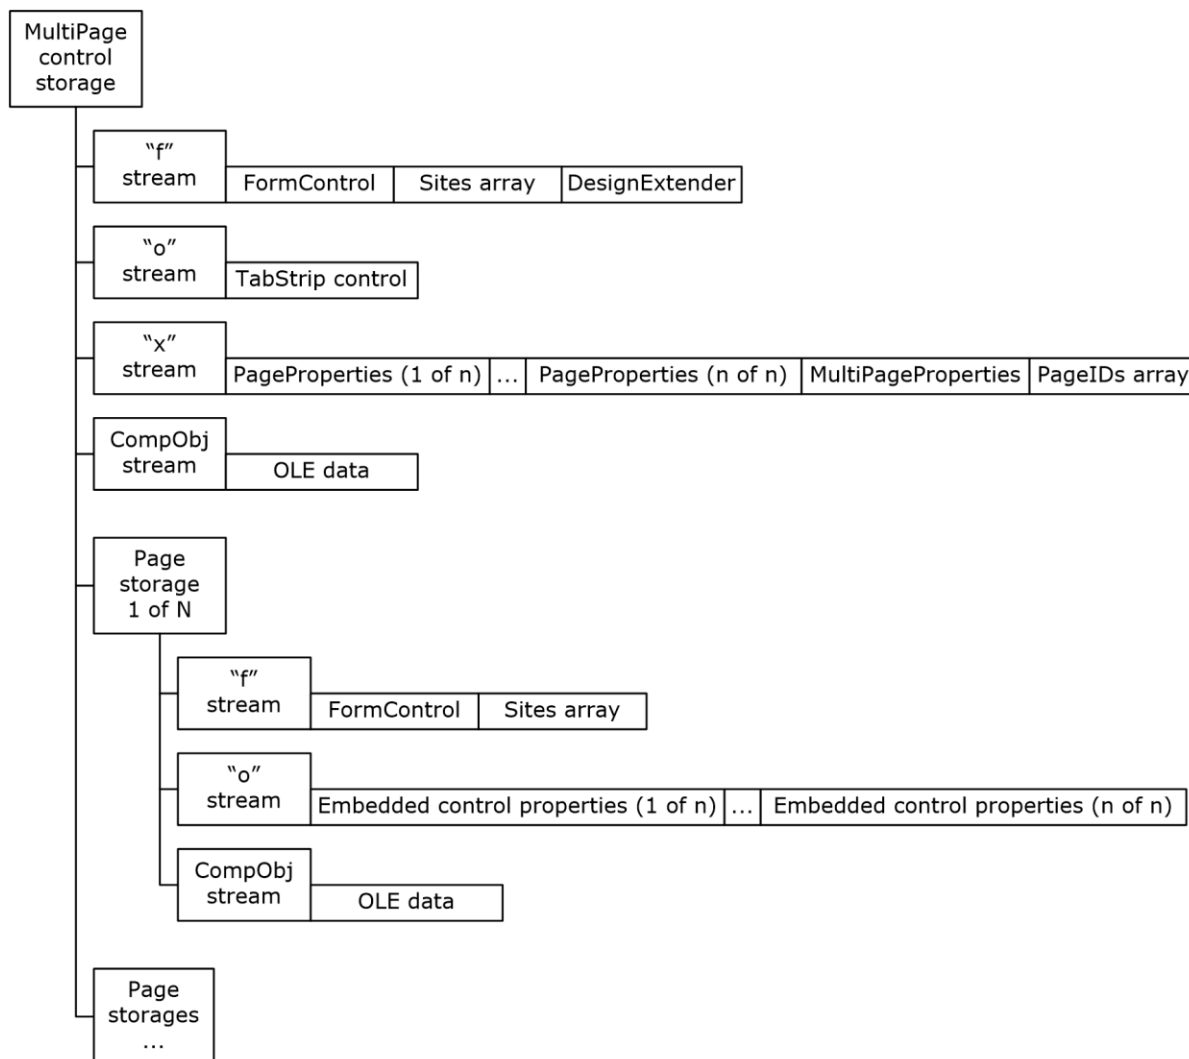 MultiPage
control
storage
“f”
stream
FormControl
Sites array
DesignExtender
“o”
stream
TabStrip control
“x”
stream
PageProperties (1 of n)
...
PageProperties (n of n)
MultiPageProperties
PageIDs array
CompObj
stream
OLE data
Page
storage
1 of N
“f”
stream
FormControl
Sites array
“o”
stream
Embedded control properties (1 of n)
...
Embedded control properties (n of n)
CompObj
stream
OLE data
Page
storages
...